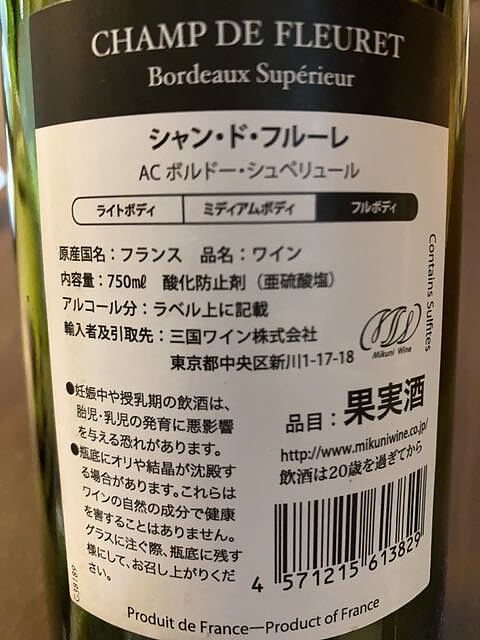 CHAMP DE FLEURET
Bordeaux Supérieur
シャン・ド・フルーレ
AC ボルドー・シュペリュール
ライトボディ ミディアムボディ フルボディ
原産国名：フランス 品名：ワイン
内容量：750㎖ 酸化防止剤（亜硫酸塩）
アルコール分：ラベル上に記載
輸入者及引取先：三国ワイン株式会社
東京都中央区新川1-17-18
Contains Sulfites
Mikuni Wine
●妊娠中や授乳期の飲酒は、
胎児・乳児の発育に悪影響
を与える恐れがあります。
●瓶底にオリや結晶が沈殿す
る場合があります。これらは
ワインの自然の成分で健康
を害することはありません。
グラスに注ぐ際、瓶底に残す
様にして、お召し上がりくだ
さい。
品目：果実酒
http://www.mikuniwine.co.jp/
飲酒は20歳を過ぎてから
4 571215 613829
Produit de France—Product of France